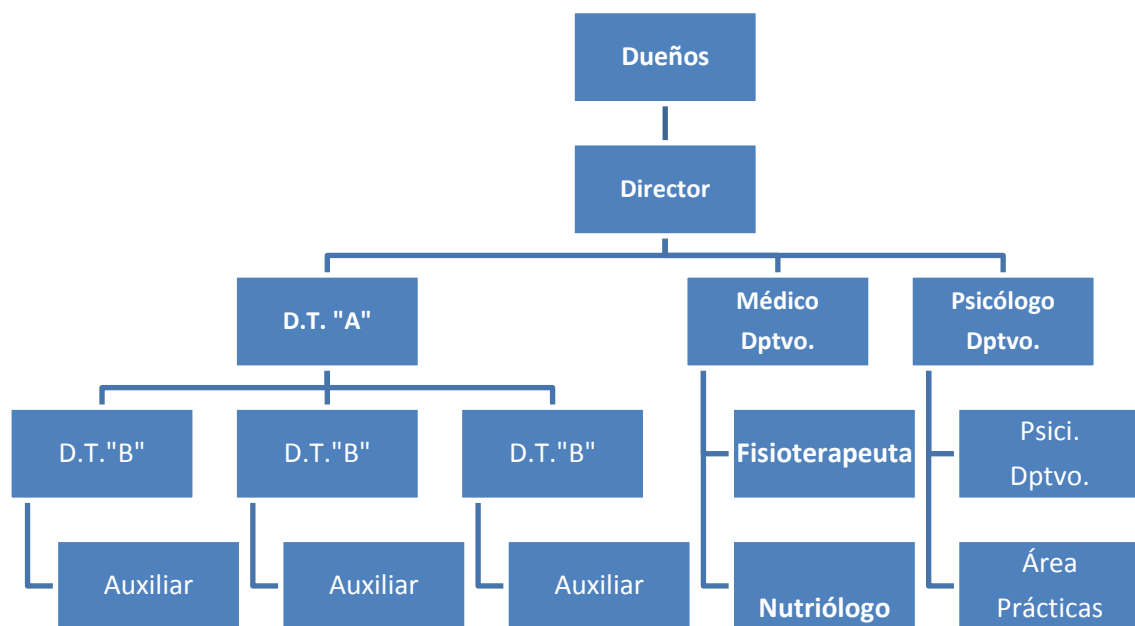 Dueños
Director
D.T. "A"
Médico
Dptvo.
Psicólogo
Dptvo.
D.T."B"
D.T."B"
D.T."B"
Fisioterapeuta
Psici.
Dptvo.
Auxiliar
Auxiliar
Auxiliar
Nutriólogo
Área
Prácticas